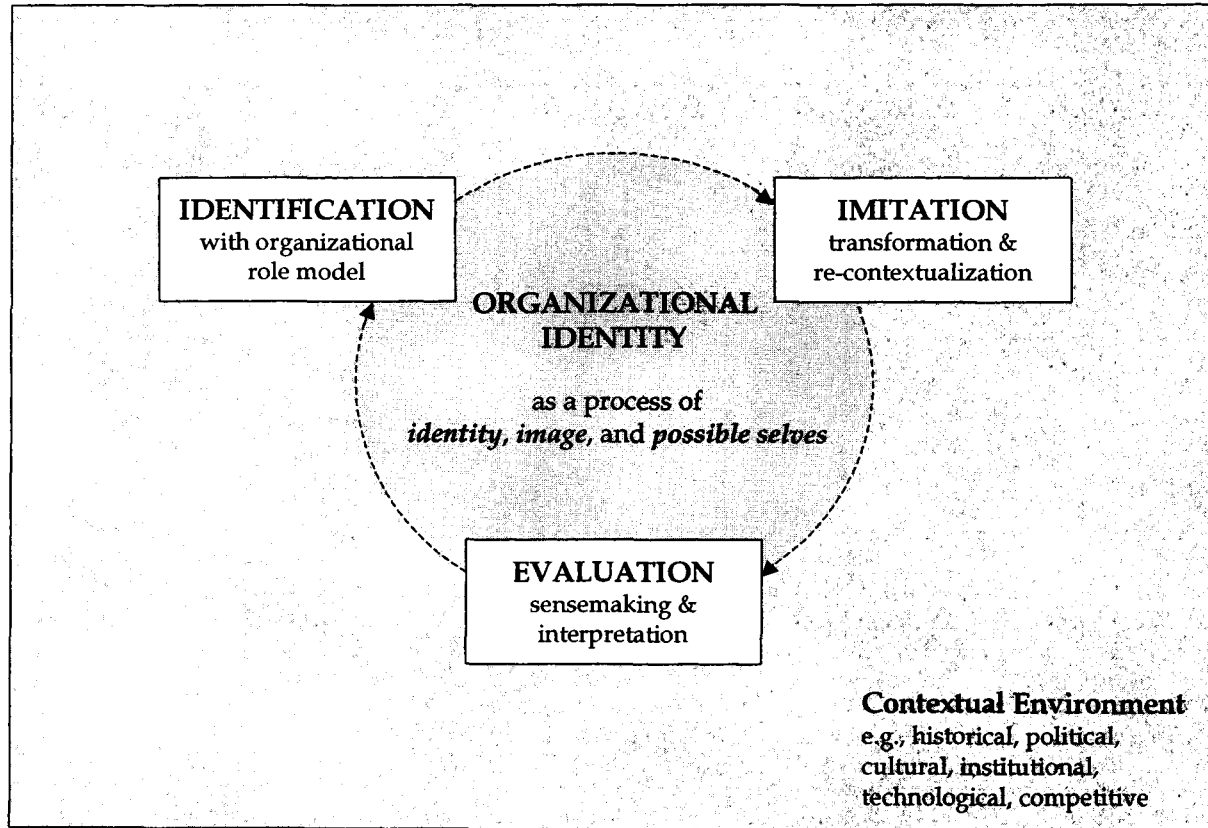 IDENTIFICATION
with organizational
role model
IMITATION
transformation &
re-contextualization
ORGANIZATIONAL
IDENTITY
as a process of
identity, image, and possible selves
EVALUATION
sensemaking &
interpretation
Contextual Environment
e.g., historical, political,
cultural, institutional,
technological, competitive